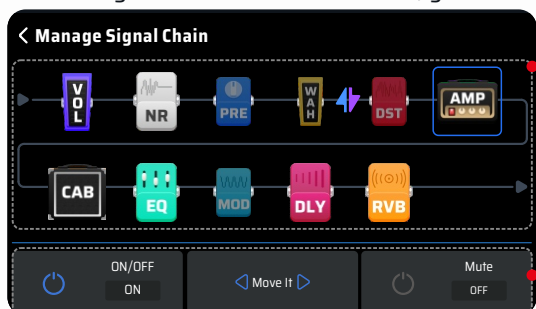 Manage Signal Chain
VOL
NR
PRE
WAH
DST
AMP
CAB
EQ
MOD
DLY
RVB
ON/OFF
ON
Move It
Mute
OFF